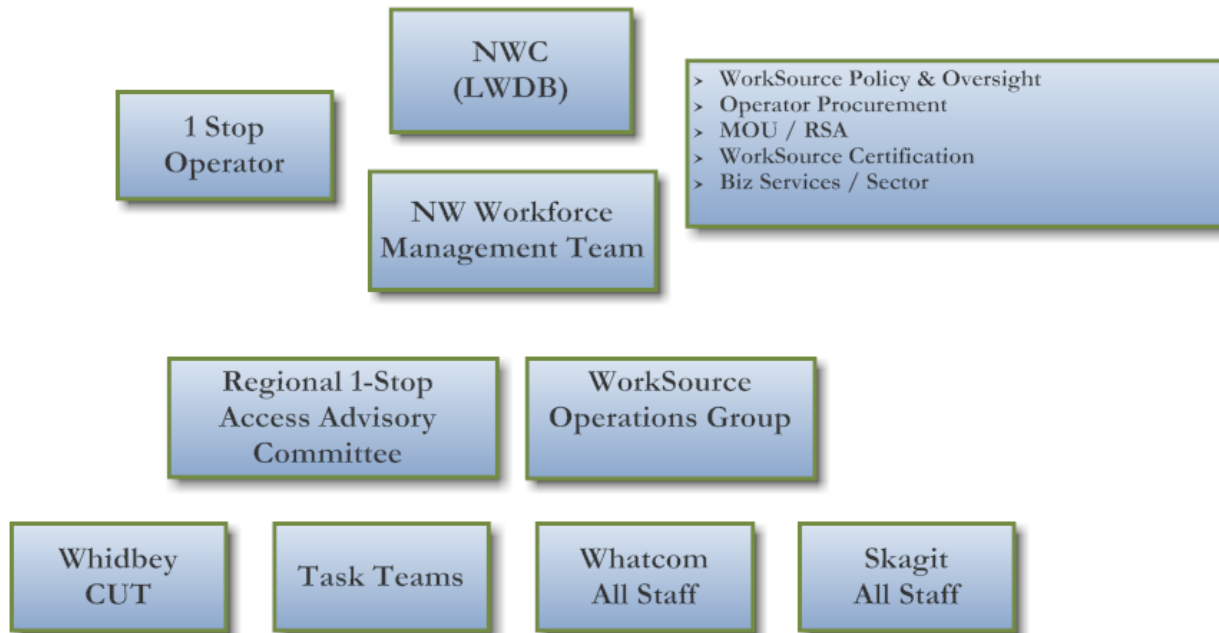 NWC
(LWDB)
1 Stop
Operator
➢ WorkSource Policy & Oversight
➢ Operator Procurement
➢ MOU / RSA
➢ WorkSource Certification
➢ Biz Services / Sector
NW Workforce
Management Team
Regional 1-Stop
Access Advisory
Committee
WorkSource
Operations Group
Whidbey
CUT
Task Teams
Whatcom
All Staff
Skagit
All Staff